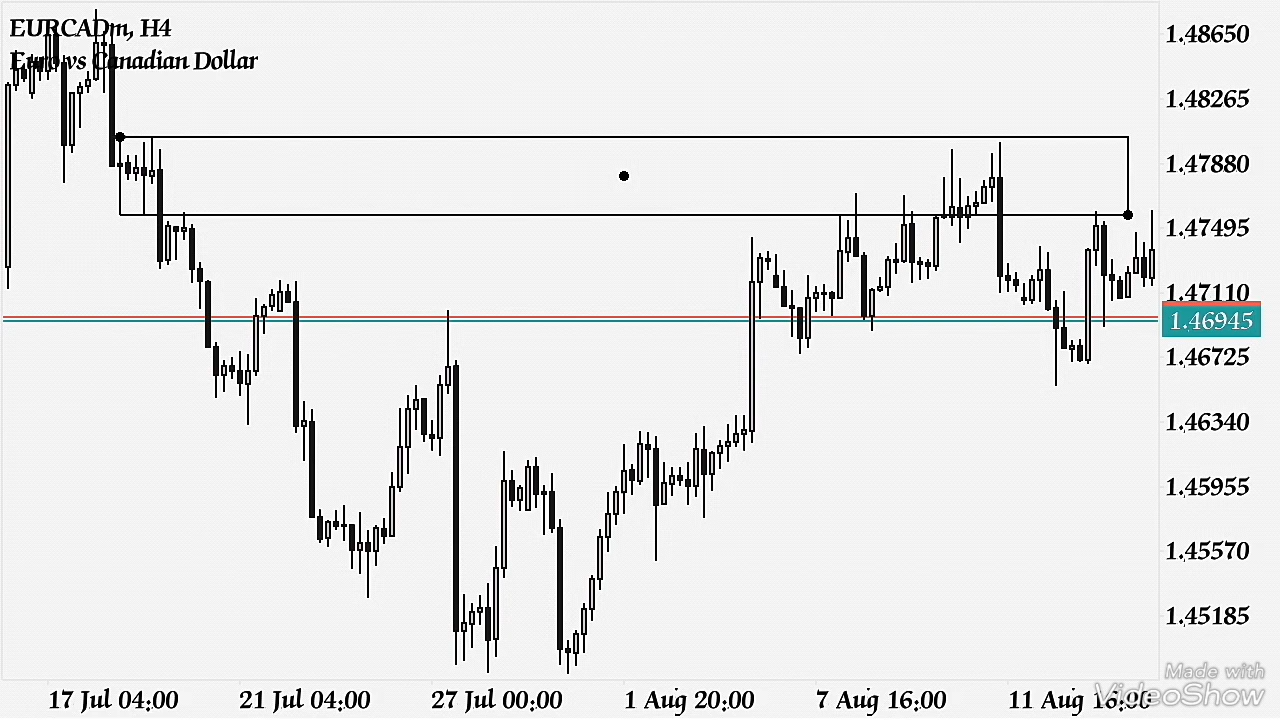 EURCADm, H4
Euro vs Canadian Dollar
1.48650
1.48265
1.47880
1.47495
1.47110
1.46945
1.46725
1.46340
1.45955
1.45570
1.45185
17 Jul 04:00 21 Jul 04:00 27 Jul 00:00 1 Aug 20:00 7 Aug 16:00 11 Aug 16:00
Made with
VideoShow